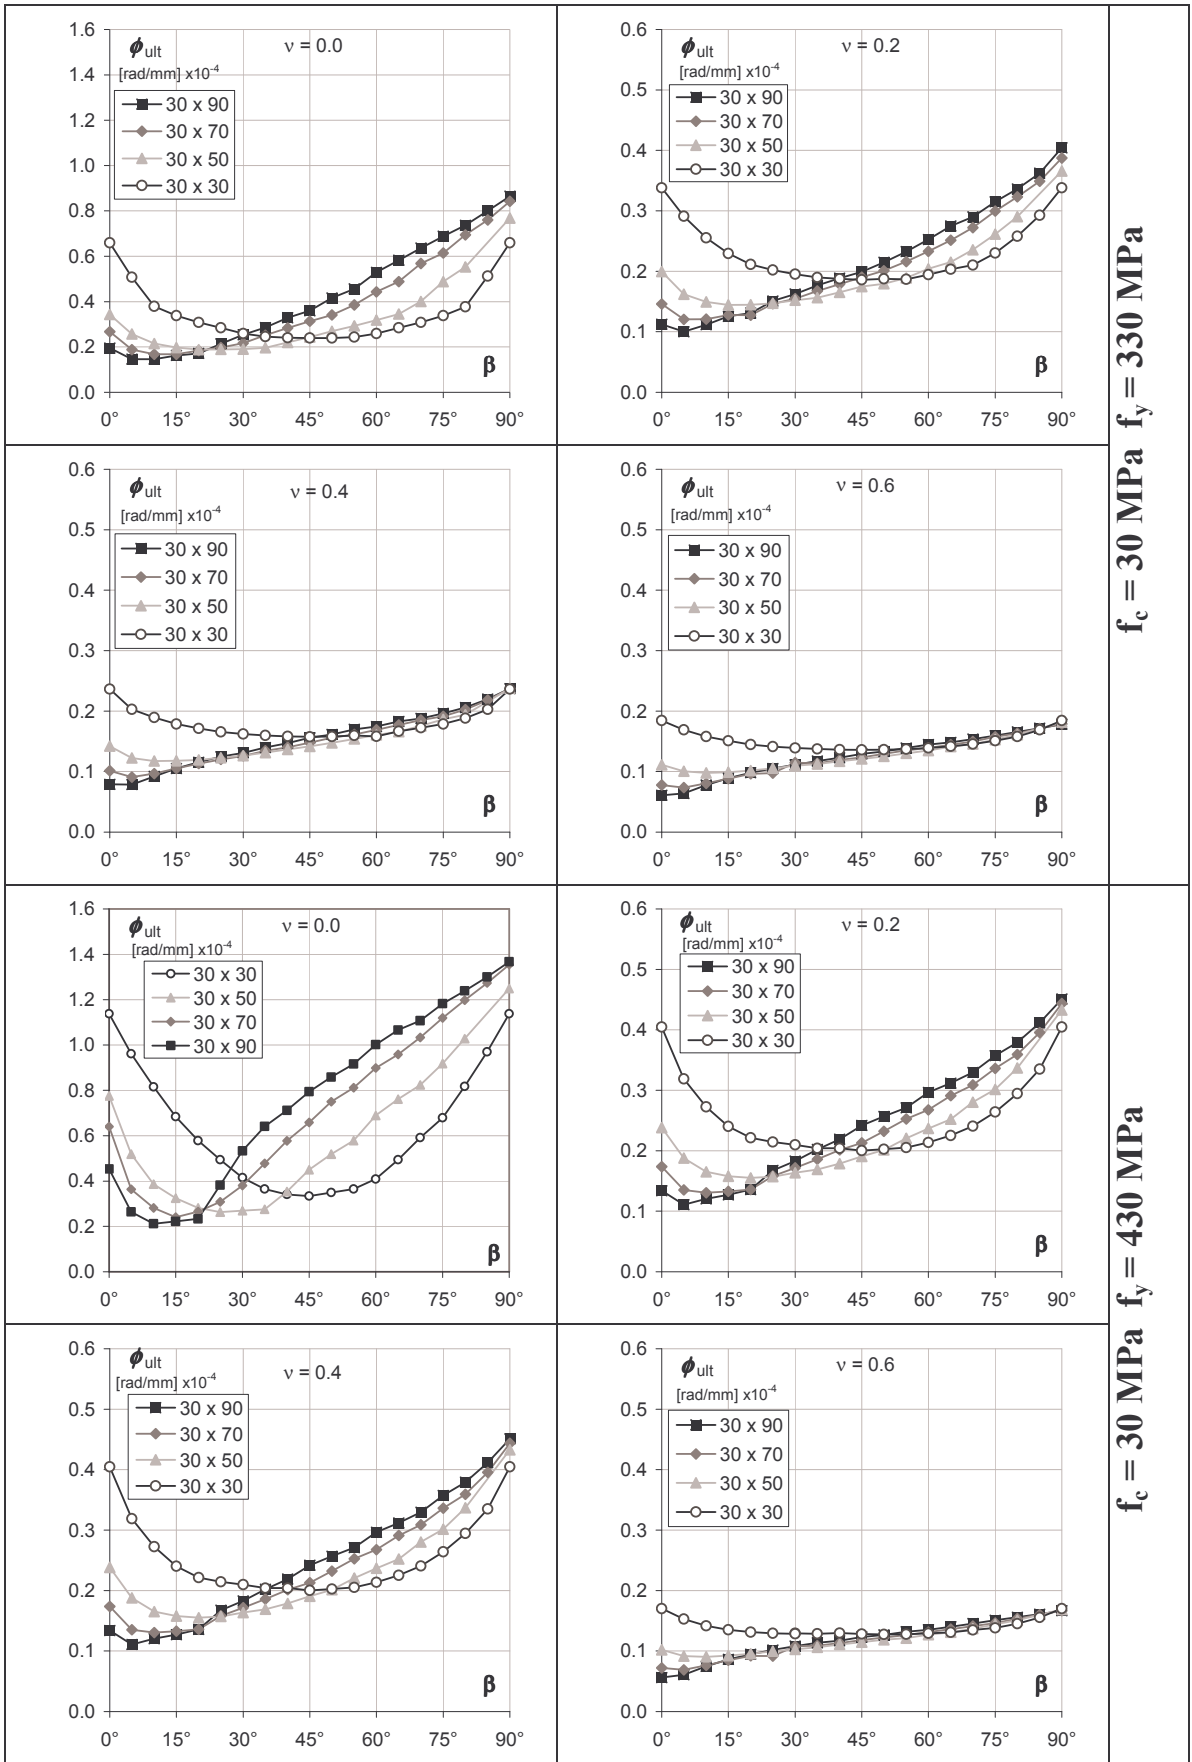 ϕult
ν = 0.0
[rad/mm] x10-4
30 x 90
30 x 70
30 x 50
30 x 30
β
1.6
1.4
1.2
1.0
0.8
0.6
0.4
0.2
0.0
0° 15° 30° 45° 60° 75° 90°
ϕult
ν = 0.2
[rad/mm] x10-4
30 x 90
30 x 70
30 x 50
30 x 30
β
0.6
0.5
0.4
0.3
0.2
0.1
0.0
0° 15° 30° 45° 60° 75° 90°
ϕult
ν = 0.4
[rad/mm] x10-4
30 x 90
30 x 70
30 x 50
30 x 30
β
0.6
0.5
0.4
0.3
0.2
0.1
0.0
0° 15° 30° 45° 60° 75° 90°
ϕult
ν = 0.6
[rad/mm] x10-4
30 x 90
30 x 70
30 x 50
30 x 30
β
0.6
0.5
0.4
0.3
0.2
0.1
0.0
0° 15° 30° 45° 60° 75° 90°
fc = 30 MPa fy = 330 MPa
ϕult
ν = 0.0
[rad/mm] x10-4
30 x 30
30 x 50
30 x 70
30 x 90
β
1.6
1.4
1.2
1.0
0.8
0.6
0.4
0.2
0.0
0° 15° 30° 45° 60° 75° 90°
ϕult
ν = 0.2
[rad/mm] x10-4
30 x 90
30 x 70
30 x 50
30 x 30
β
0.6
0.5
0.4
0.3
0.2
0.1
0.0
0° 15° 30° 45° 60° 75° 90°
ϕult
ν = 0.4
[rad/mm] x10-4
30 x 90
30 x 70
30 x 50
30 x 30
β
0.6
0.5
0.4
0.3
0.2
0.1
0.0
0° 15° 30° 45° 60° 75° 90°
ϕult
ν = 0.6
[rad/mm] x10-4
30 x 90
30 x 70
30 x 50
30 x 30
β
0.6
0.5
0.4
0.3
0.2
0.1
0.0
0° 15° 30° 45° 60° 75° 90°
fc = 30 MPa fy = 430 MPa